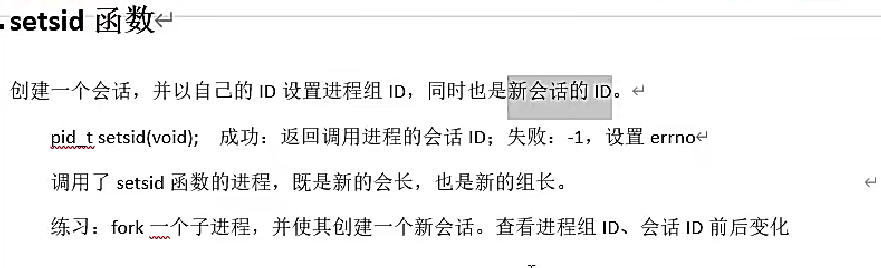 setsid 函数
创建一个会话，并以自己的 ID 设置进程组 ID，同时也是新会话的 ID。
pid_t setsid(void);   成功：返回调用进程的会话 ID；失败：-1，设置 errno
调用了 setsid 函数的进程，既是新的会长，也是新的组长。
练习：fork 一个子进程，并使其创建一个新会话。查看进程组 ID、会话 ID 前后变化